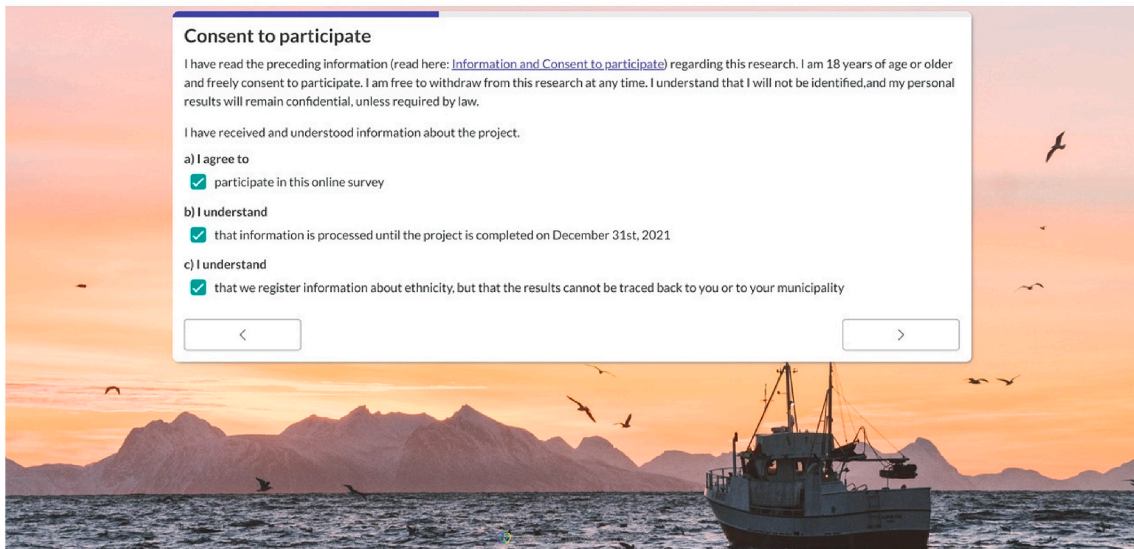 Consent to participate
I have read the preceding information (read here: Information and Consent to participate) regarding this research. I am 18 years of age or older
and freely consent to participate. I am free to withdraw from this research at any time. I understand that I will not be identified,and my personal
results will remain confidential, unless required by law.
I have received and understood information about the project.
a) I agree to
participate in this online survey
b) I understand
that information is processed until the project is completed on December 31st, 2021
c) I understand
that we register information about ethnicity, but that the results cannot be traced back to you or to your municipality